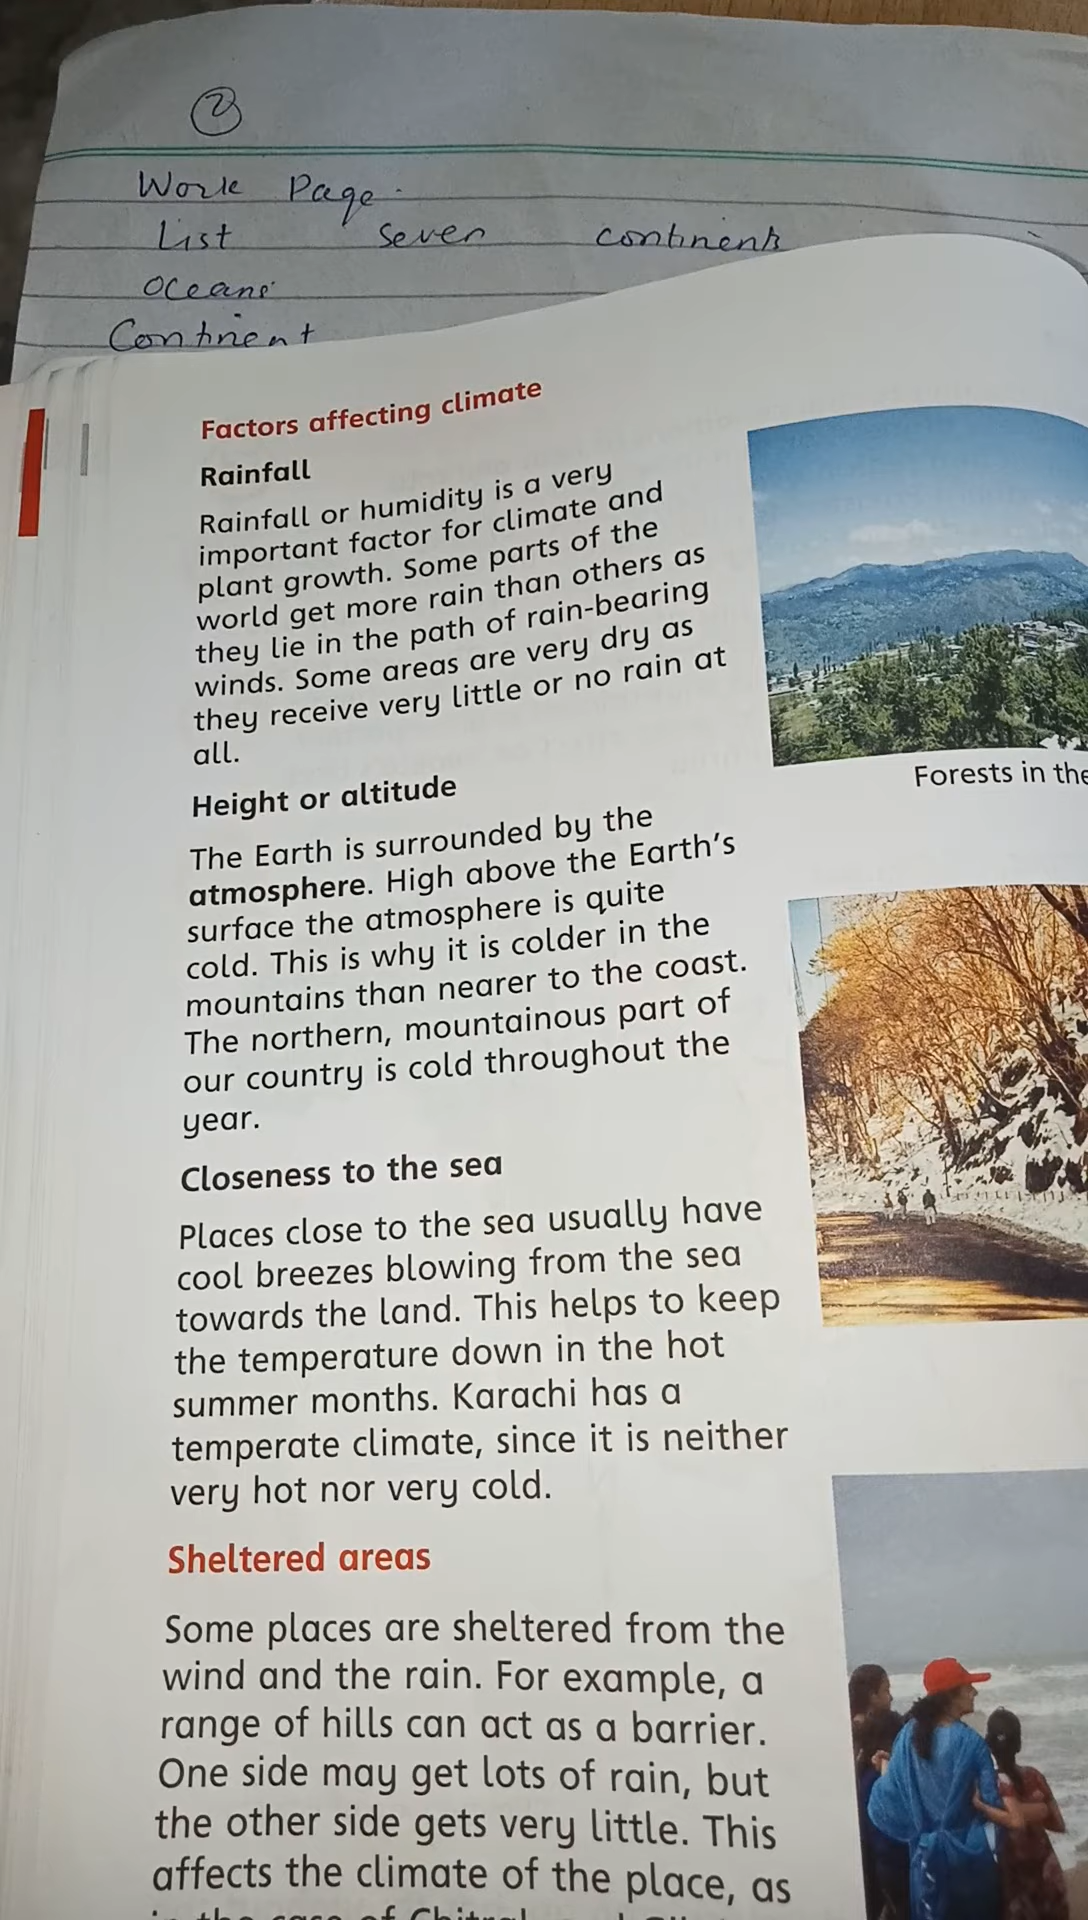 2
Work Page.
List seven continents
Oceans
Continent
Factors affecting climate
Rainfall
Rainfall or humidity is a very
important factor for climate and
plant growth. Some parts of the
world get more rain than others as
they lie in the path of rain-bearing
winds. Some areas are very dry as
they receive very little or no rain at
all.
Forests in the
Height or altitude
The Earth is surrounded by the
atmosphere. High above the Earth's
surface the atmosphere is quite
cold. This is why it is colder in the
mountains than nearer to the coast.
The northern, mountainous part of
our country is cold throughout the
year.
Closeness to the sea
Places close to the sea usually have
cool breezes blowing from the sea
towards the land. This helps to keep
the temperature down in the hot
summer months. Karachi has a
temperate climate, since it is neither
very hot nor very cold.
Sheltered areas
Some places are sheltered from the
wind and the rain. For example, a
range of hills can act as a barrier.
One side may get lots of rain, but
the other side gets very little. This
affects the climate of the place, as
the case of Chitral